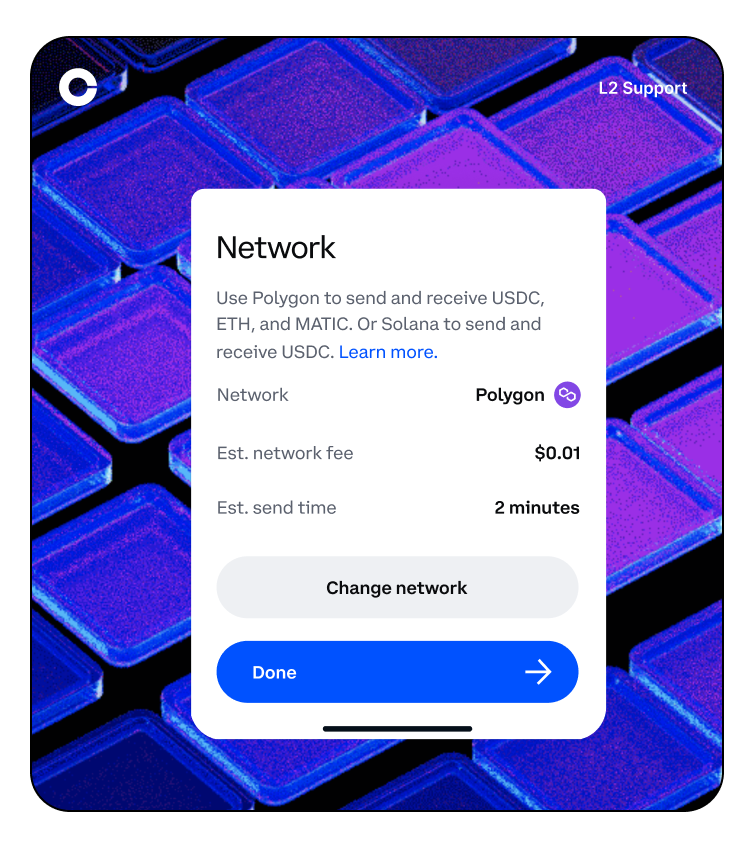 L2 Support
Network
Use Polygon to send and receive USDC,
ETH, and MATIC. Or Solana to send and
receive USDC. Learn more.
Network Polygon
Est. network fee $0.01
Est. send time 2 minutes
Change network
Done